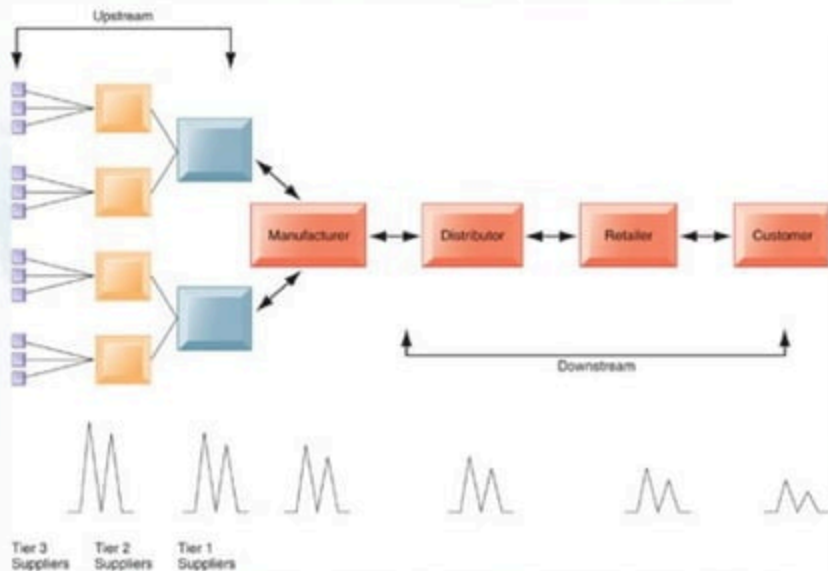 Upstream
Manufacturer
Distributor
Retailer
Customer
Downstream
Tier 3
Suppliers
Tier 2
Suppliers
Tier 1
Suppliers